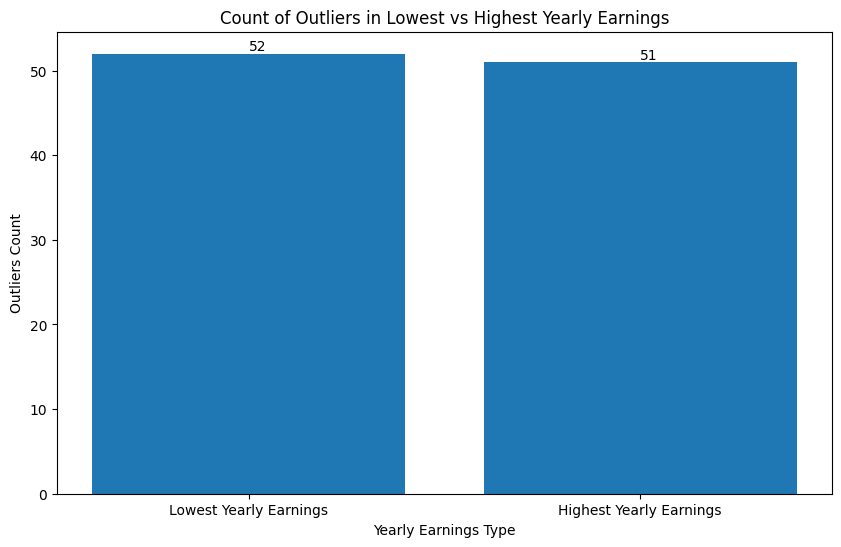 Count of Outliers in Lowest vs Highest Yearly Earnings
52
51
50
40
30
20
10
0
Outliers Count
Lowest Yearly Earnings
Highest Yearly Earnings
Yearly Earnings Type